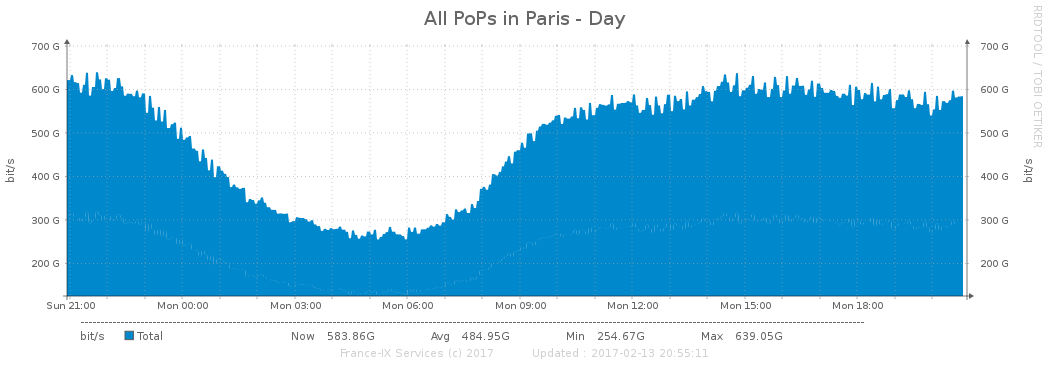 All PoPs in Paris - Day
RRDTOOL / TOBI OETIKER
700 G 700 G
600 G 600 G
500 G 500 G
400 G 400 G
300 G 300 G
200 G 200 G
bit/s bit/s
Sun 21:00 Mon 00:00 Mon 03:00 Mon 06:00 Mon 09:00 Mon 12:00 Mon 15:00 Mon 18:00
bit/s Total Now 583.86G Avg 484.95G Min 254.67G Max 639.05G
France-IX Services (c) 2017 Updated : 2017-02-13 20:55:11